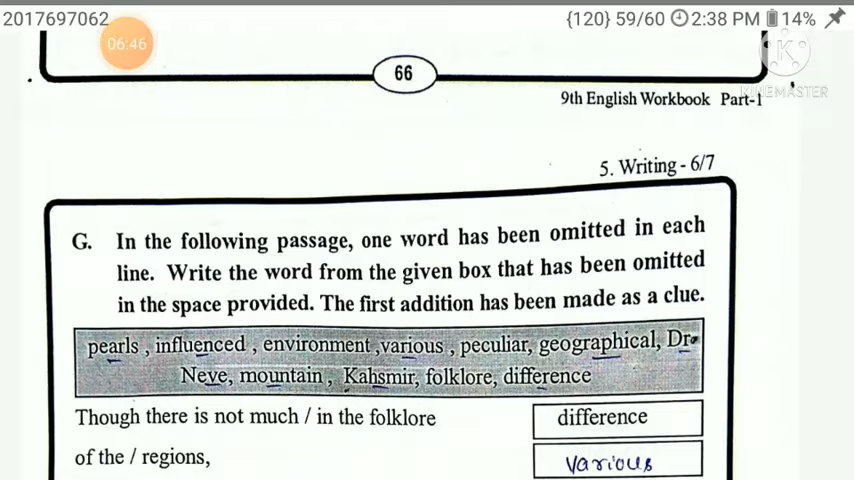 2017697062 {120} 59/60 2:38 PM 14%
06:46
K
KINEMASTER
66
9th English Workbook Part-1
5. Writing - 6/7
G. In the following passage, one word has been omitted in each
line. Write the word from the given box that has been omitted
in the space provided. The first addition has been made as a clue.
pearls , influenced , environment ,various , peculiar, geographical, Dr.
Neve, mountain , Kahsmir, folklore, difference
Though there is not much / in the folklore difference
of the / regions, various